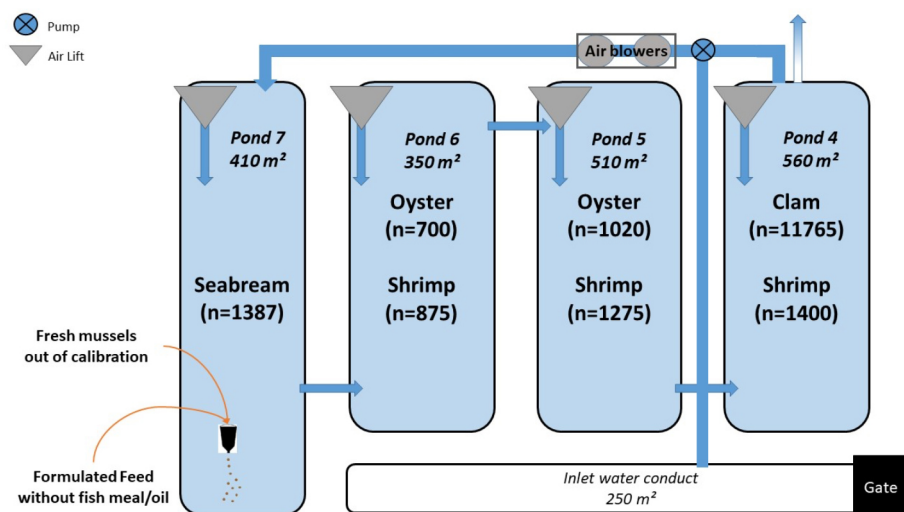 Pump
Air Lift
Air blowers
Pond 7
410 m²
Seabream
(n=1387)
Pond 6
350 m²
Oyster
(n=700)
Shrimp
(n=875)
Pond 5
510 m²
Oyster
(n=1020)
Shrimp
(n=1275)
Pond 4
560 m²
Clam
(n=11765)
Shrimp
(n=1400)
Fresh mussels
out of calibration
Formulated Feed
without fish meal/oil
Inlet water conduct
250 m²
Gate